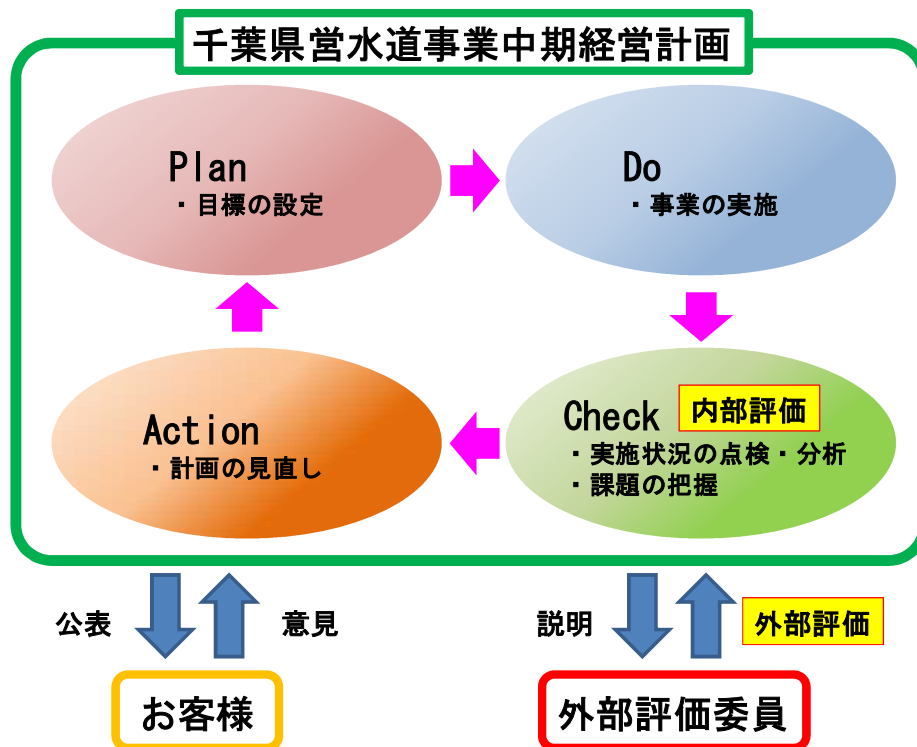 千葉県営水道事業中期経営計画
Plan
・目標の設定
Do
・事業の実施
Action
・計画の見直し
Check
内部評価
・実施状況の点検・分析
・課題の把握
公表
意見
説明
外部評価
お客様
外部評価委員